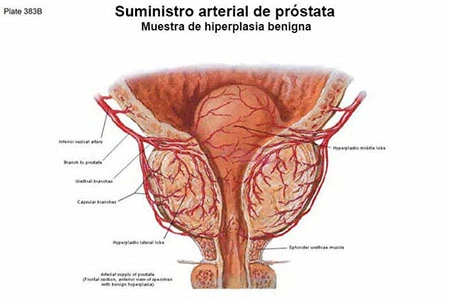 Plate 383B
Suministro arterial de próstata
Muestra de hiperplasia benigna
Inferior vesical artery
Branch to prostate
Urethral branches
Capsular branches
Hyperplastic lateral lobe
Hyperplastic middle lobe
Sphincter urethrae muscle
Arterial supply of prostate
(Frontal section, anterior view of specimen
with benign hyperplasia)